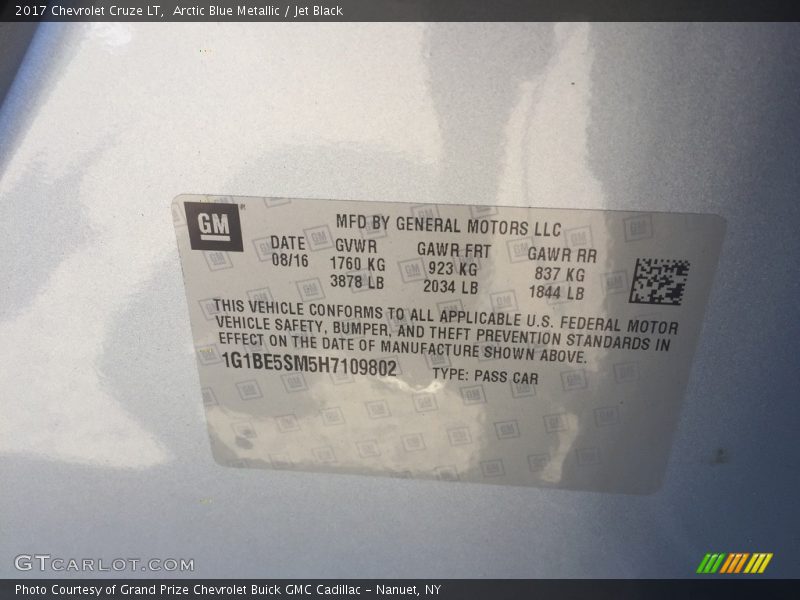 2017 Chevrolet Cruze LT, Arctic Blue Metallic / Jet Black
GM
MFD BY GENERAL MOTORS LLC
DATE GVWR GAWR FRT GAWR RR
08/16 1760 KG 923 KG 837 KG
3878 LB 2034 LB 1844 LB
THIS VEHICLE CONFORMS TO ALL APPLICABLE U.S. FEDERAL MOTOR
VEHICLE SAFETY, BUMPER, AND THEFT PREVENTION STANDARDS IN
EFFECT ON THE DATE OF MANUFACTURE SHOWN ABOVE.
1G1BE5SM5H7109802 TYPE: PASS CAR
GTCARLOT.COM
Photo Courtesy of Grand Prize Chevrolet Buick GMC Cadillac - Nanuet, NY